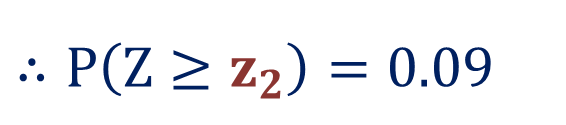 ∴ P(Z ≥ z₂) = 0.09